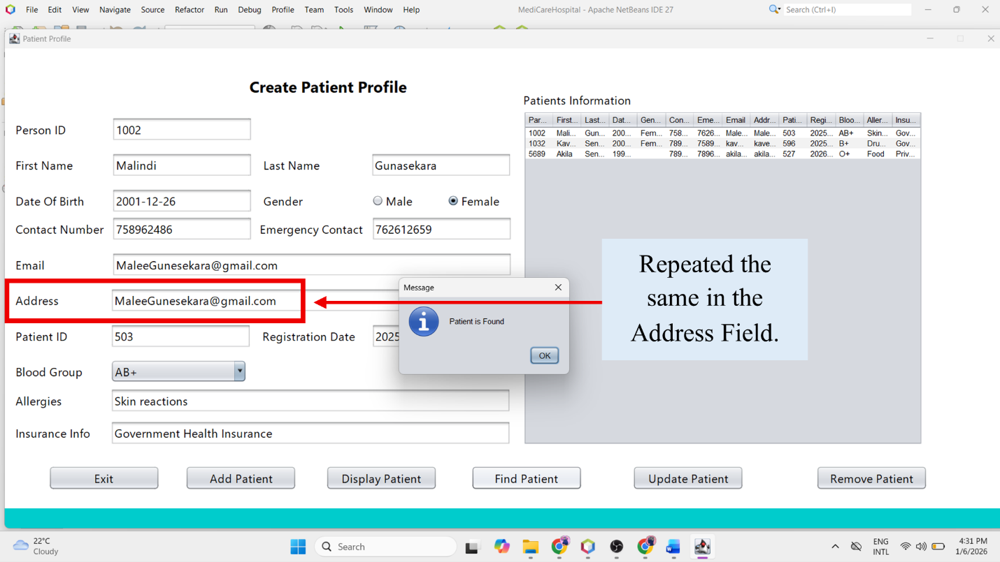 File Edit View Navigate Source Refactor Run Debug Profile Team Tools Window Help MediCareHospital - Apache NetBeans IDE 27 Search (Ctrl+I)
Patient Profile
Create Patient Profile
Patients Information
Par... First... Last... Dat... Gen... Con... Eme... Email Addr... Pati... Regi... Bloo... Aller... Insu...
1002 Mali... Gun... 200... Fem... 758... 7626... Male... Male... 503 2025... AB+ Skin... Gov...
1032 Kav... Sen... 200... Fem... 789... 7589... kav... kave... 596 2025... B+ Dru... Gov...
5689 Akila Sen... 199... 789... 7896... akila... akila... 527 2026... O+ Food Priv...
Person ID 1002
First Name Malindi Last Name Gunasekara
Date Of Birth 2001-12-26 Gender Male Female
Contact Number 758962486 Emergency Contact 762612659
Email MaleeGunesekara@gmail.com
Address MaleeGunesekara@gmail.com
Patient ID 503 Registration Date 2025
Blood Group AB+
Allergies Skin reactions
Insurance Info Government Health Insurance
Message
Patient is Found
OK
Repeated the
same in the
Address Field.
Exit Add Patient Display Patient Find Patient Update Patient Remove Patient
22°C
Cloudy
Search
ENG
INTL
4:31 PM
1/6/2026